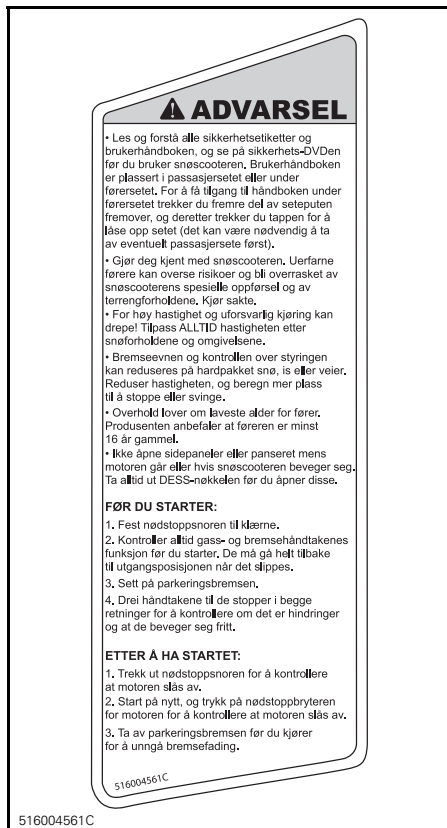 ADVARSEL
• Les og forstå alle sikkerhetsetiketter og
brukerhåndboken, og se på sikkerhets-DVDen
før du bruker snøscooteren. Brukerhåndboken
er plassert i passasjersetet eller under
førersetet. For å få tilgang til håndboken under
førersetet trekker du fremre del av seteputen
fremover, og deretter trekker du tappen for å
låse opp setet (det kan være nødvendig å ta
av eventuelt passasjersete først).
• Gjør deg kjent med snøscooteren. Uerfarne
førere kan overse risikoer og bli overrasket av
snøscooterens spesielle oppførsel og av
terrengforholdene. Kjør sakte.
• For høy hastighet og uforsvarlig kjøring kan
drepe! Tilpass ALLTID hastigheten etter
snøforholdene og omgivelsene.
• Bremseevnen og kontrollen over styringen
kan reduseres på hardpakket snø, is eller veier.
Reduser hastigheten, og beregn mer plass
til å stoppe eller svinge.
• Overhold lover om laveste alder for fører.
Produsenten anbefaler at føreren er minst
16 år gammel.
• Ikke åpne sidepaneler eller panseret mens
motoren går eller hvis snøscooteren beveger seg.
Ta alltid ut DESS-nøkkelen før du åpner disse.
FØR DU STARTER:
1. Fest nødstoppsnoren til klærne.
2. Kontroller alltid gass- og bremsehåndtakenes
funksjon før du starter. De må gå helt tilbake
til utgangsposisjonen når det slippes.
3. Sett på parkeringsbremsen.
4. Drei håndtakene til de stopper i begge
retninger for å kontrollere om det er hindringer
og at de beveger seg fritt.
ETTER Å HA STARTET:
1. Trekk ut nødstoppsnoren for å kontrollere
at motoren slås av.
2. Start på nytt, og trykk på nødstoppbryteren
for motoren for å kontrollere at motoren slås av.
3. Ta av parkeringsbremsen før du kjører
for å unngå bremsefading.
516004561C
516004561C